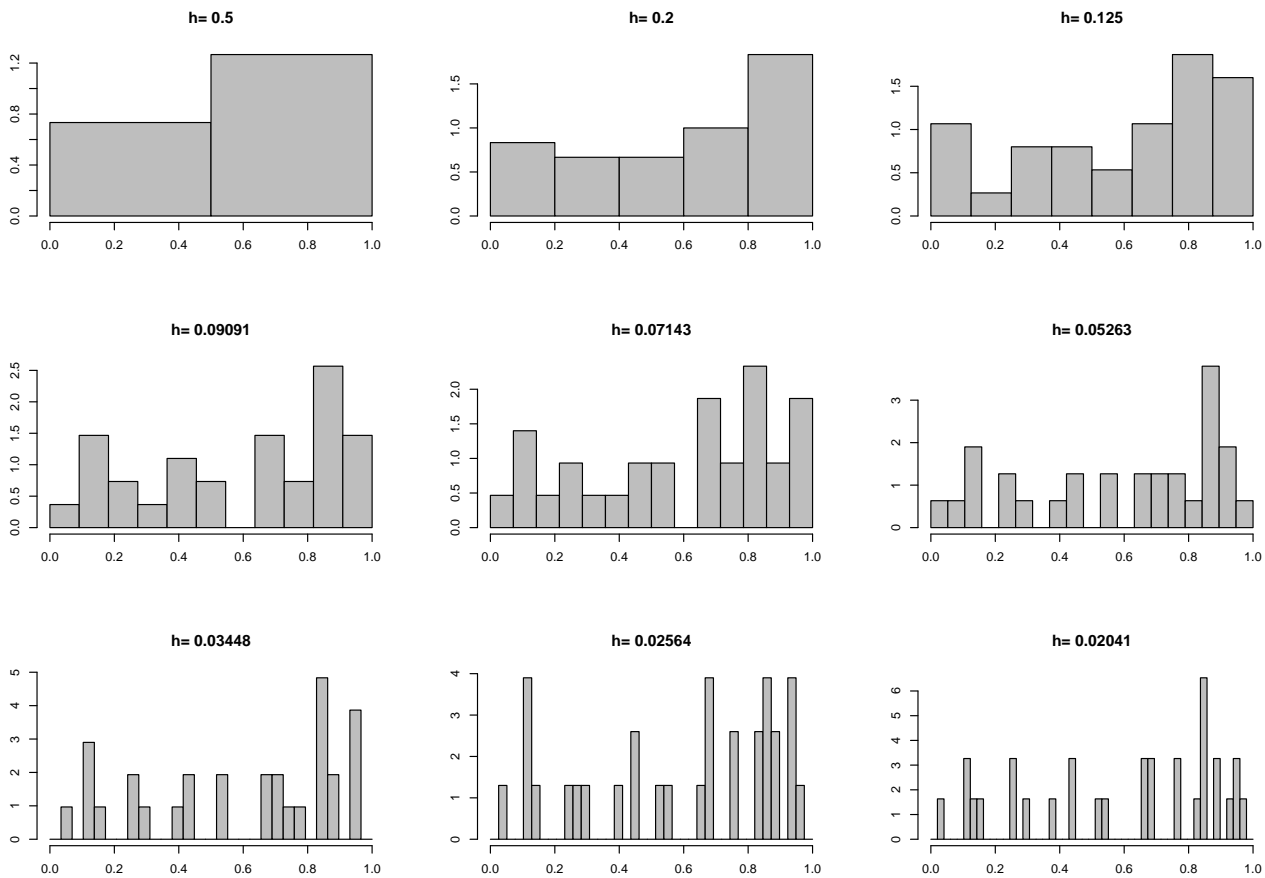 h= 0.5
0.0 0.4 0.8 1.2
0.0 0.2 0.4 0.6 0.8 1.0
h= 0.2
0.0 0.5 1.0 1.5
0.0 0.2 0.4 0.6 0.8 1.0
h= 0.125
0.0 0.5 1.0 1.5
0.0 0.2 0.4 0.6 0.8 1.0
h= 0.09091
0.0 0.5 1.0 1.5 2.0 2.5
0.0 0.2 0.4 0.6 0.8 1.0
h= 0.07143
0.0 0.5 1.0 1.5 2.0
0.0 0.2 0.4 0.6 0.8 1.0
h= 0.05263
0 1 2 3
0.0 0.2 0.4 0.6 0.8 1.0
h= 0.03448
0 1 2 3 4 5
0.0 0.2 0.4 0.6 0.8 1.0
h= 0.02564
0 1 2 3 4
0.0 0.2 0.4 0.6 0.8 1.0
h= 0.02041
0 1 2 3 4 5 6
0.0 0.2 0.4 0.6 0.8 1.0